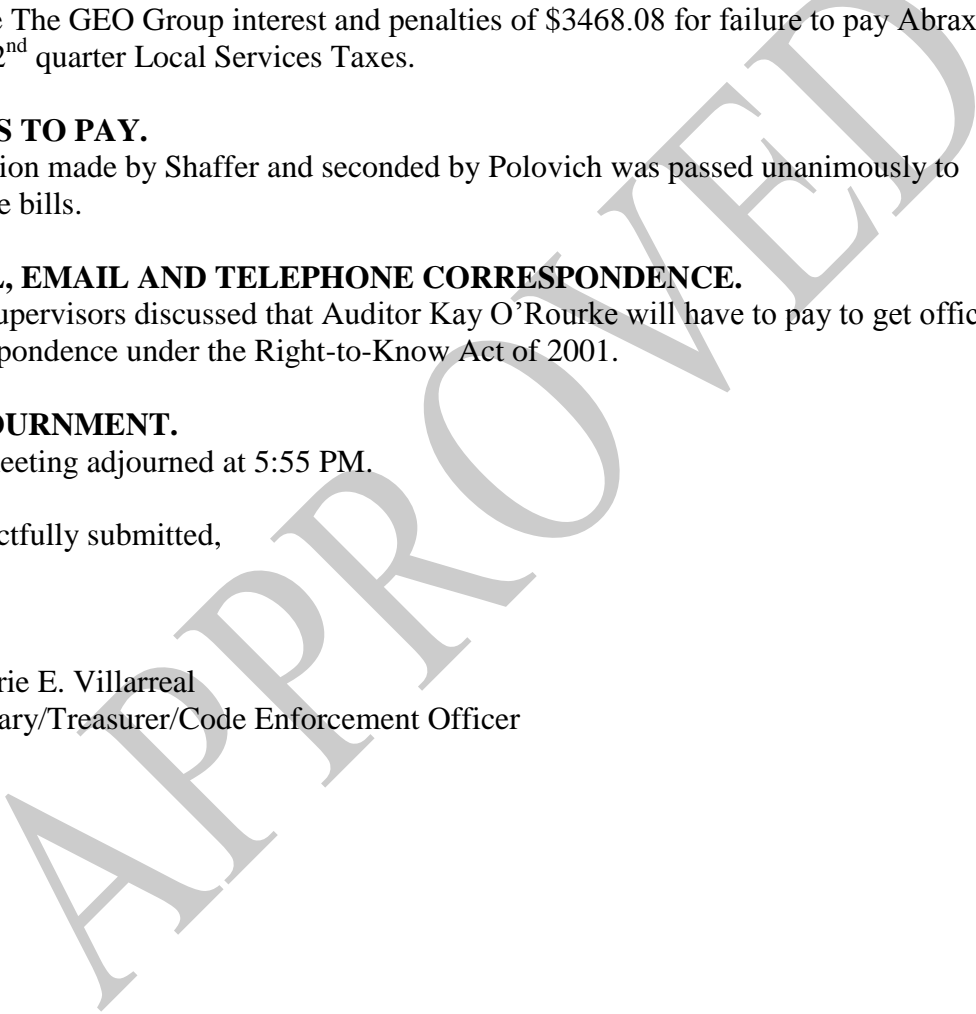 e The GEO Group interest and penalties of $3468.08 for failure to pay Abrax
2nd quarter Local Services Taxes.
S TO PAY.
ion made by Shaffer and seconded by Polovich was passed unanimously to
e bills.
L, EMAIL AND TELEPHONE CORRESPONDENCE.
upervisors discussed that Auditor Kay O’Rourke will have to pay to get offic
pondence under the Right-to-Know Act of 2001.
OURNMENT.
eeting adjourned at 5:55 PM.
ctfully submitted,
rie E. Villarreal
ary/Treasurer/Code Enforcement Officer
APPROVED